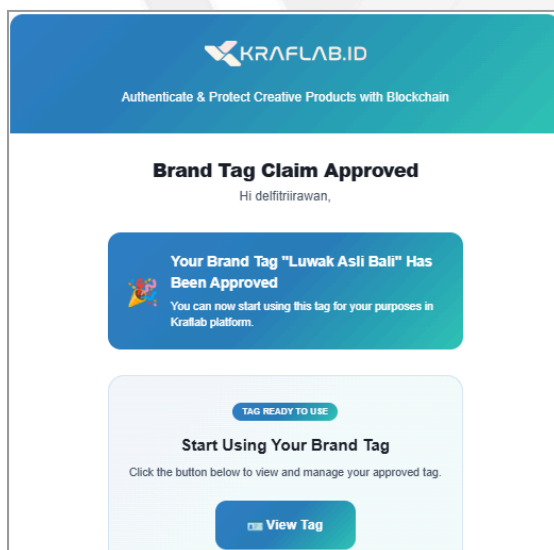 KRAFLAB.ID
Authenticate & Protect Creative Products with Blockchain
Brand Tag Claim Approved
Hi delfitriirawan,
Your Brand Tag "Luwak Asli Bali" Has
Been Approved
You can now start using this tag for your purposes in
Kraflab platform.
TAG READY TO USE
Start Using Your Brand Tag
Click the button below to view and manage your approved tag.
View Tag